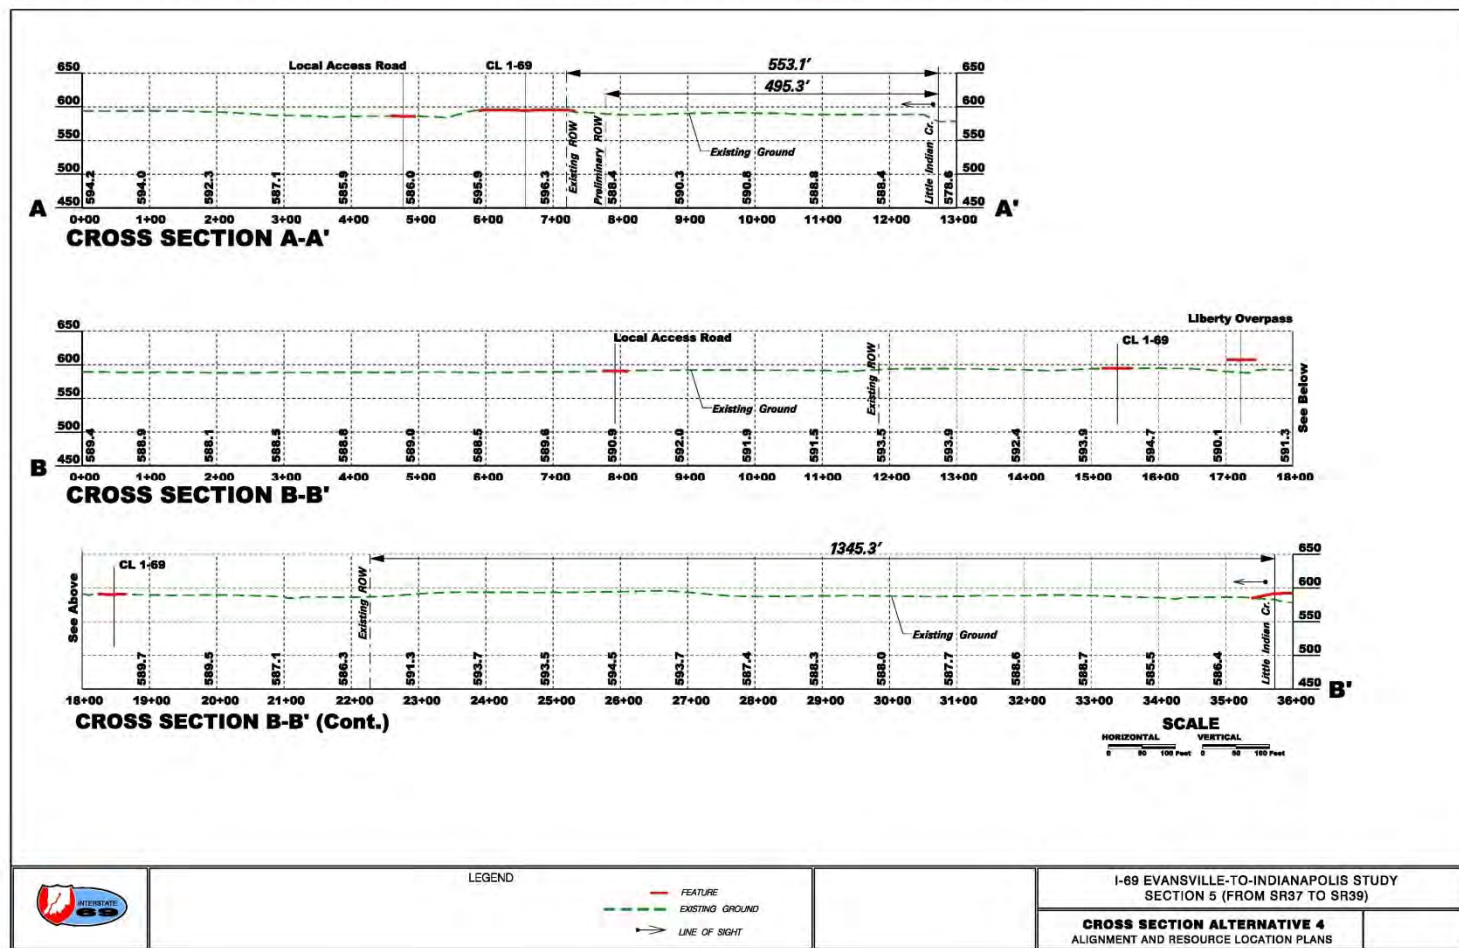 Local Access Road CL 1-69
553.1'
495.3'
650 650
600 600
550 550
500 500
450 450
Existing Ground
Existing ROW
Preliminary ROW
Little Indian Cr.
594.2 594.0 592.3 587.1 585.9 586.0 595.9 596.3 588.4 590.3 590.8 588.8 588.4 578.6
A A'
0+00 1+00 2+00 3+00 4+00 5+00 6+00 7+00 8+00 9+00 10+00 11+00 12+00 13+00
CROSS SECTION A-A'
Liberty Overpass
Local Access Road CL 1-69
650
600
550
500
450
Existing ROW
Existing Ground
See Below
589.4 588.9 588.1 588.5 588.8 589.0 588.5 589.6 590.9 592.0 591.9 591.5 593.5 593.9 592.4 593.9 594.7 590.1 591.3
B
0+00 1+00 2+00 3+00 4+00 5+00 6+00 7+00 8+00 9+00 10+00 11+00 12+00 13+00 14+00 15+00 16+00 17+00 18+00
CROSS SECTION B-B'
1345.3'
CL 1-69
650
600
550
500
450
See Above
Existing ROW
Existing Ground
Little Indian Cr.
589.7 589.5 587.1 586.3 591.3 593.7 593.5 594.5 593.7 587.4 588.3 588.0 587.7 588.6 588.7 585.5 586.4
B'
18+00 19+00 20+00 21+00 22+00 23+00 24+00 25+00 26+00 27+00 28+00 29+00 30+00 31+00 32+00 33+00 34+00 35+00 36+00
CROSS SECTION B-B' (Cont.)
SCALE
HORIZONTAL VERTICAL
0 50 100 Feet 0 50 100 Feet
INTERSTATE
69
LEGEND
FEATURE
EXISTING GROUND
LINE OF SIGHT
I-69 EVANSVILLE-TO-INDIANAPOLIS STUDY
SECTION 5 (FROM SR37 TO SR39)
CROSS SECTION ALTERNATIVE 4
ALIGNMENT AND RESOURCE LOCATION PLANS